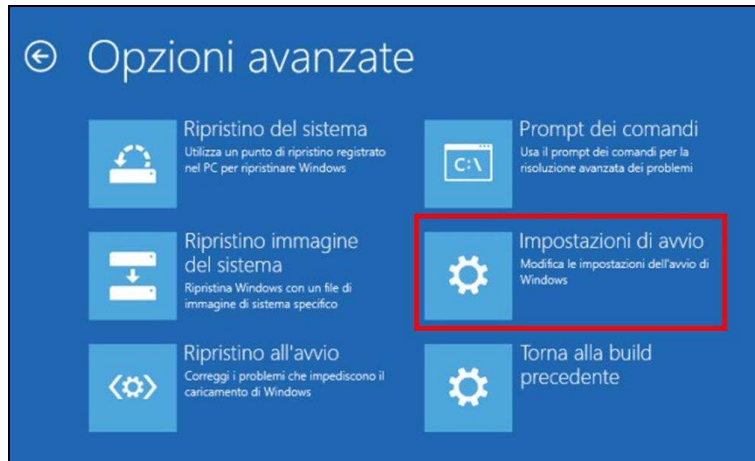 Opzioni avanzate
Ripristino del sistema
Utilizza un punto di ripristino registrato
nel PC per ripristinare Windows
Prompt dei comandi
Usa il prompt dei comandi per la
risoluzione avanzata dei problemi
C:\
Ripristino immagine
del sistema
Ripristina Windows con un file di
immagine di sistema specifico
Impostazioni di avvio
Modifica le impostazioni dell'avvio di
Windows
Ripristino all'avvio
Correggi i problemi che impediscono il
caricamento di Windows
Torna alla build
precedente